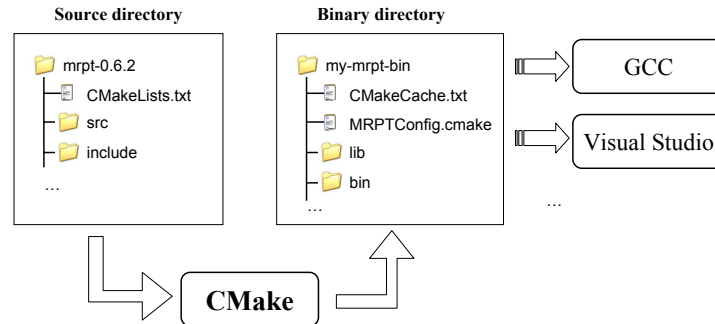 Source directory
mrpt-0.6.2
CMakeLists.txt
src
include
...
Binary directory
my-mrpt-bin
CMakeCache.txt
MRPTConfig.cmake
lib
bin
...
GCC
Visual Studio
...
CMake